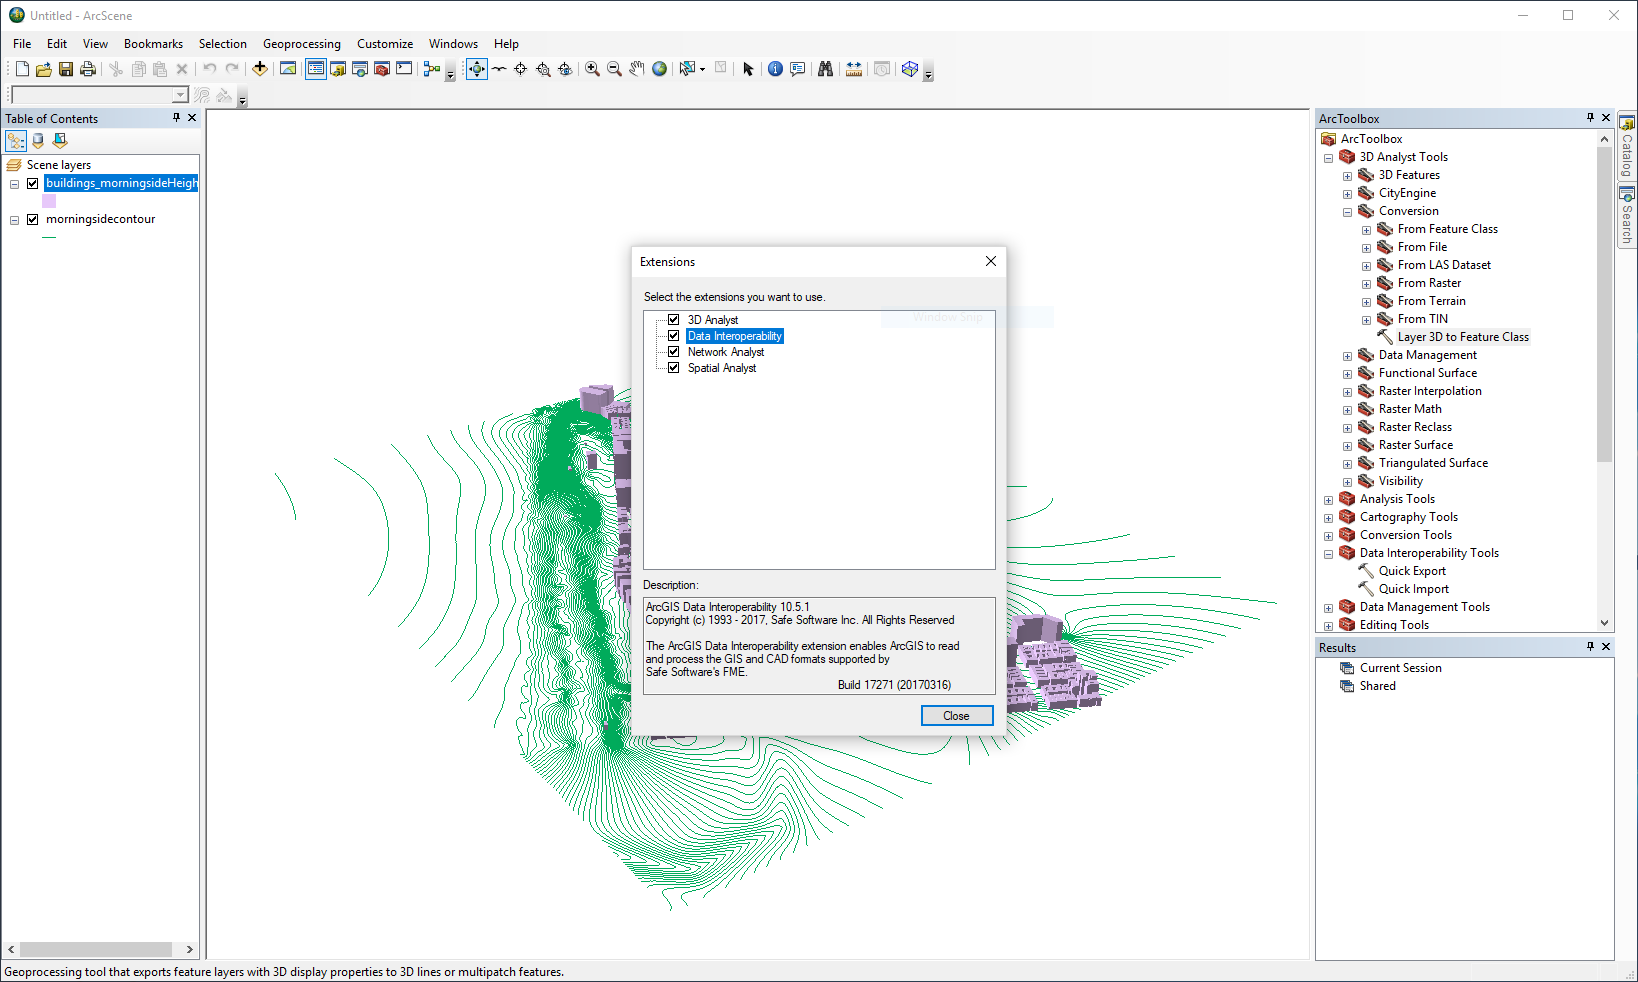 Untitled - ArcScene
File Edit View Bookmarks Selection Geoprocessing Customize Windows Help
Table of Contents
Scene layers
buildings_morningsideHeigh
morningsidecontour
Extensions
Select the extensions you want to use.
Window Snip
3D Analyst
Data Interoperability
Network Analyst
Spatial Analyst
Description:
ArcGIS Data Interoperability 10.5.1
Copyright (c) 1993 - 2017, Safe Software Inc. All Rights Reserved
The ArcGIS Data Interoperability extension enables ArcGIS to read
and process the GIS and CAD formats supported by
Safe Software's FME.
Build 17271 (20170316)
Close
ArcToolbox
ArcToolbox
3D Analyst Tools
3D Features
CityEngine
Conversion
From Feature Class
From File
From LAS Dataset
From Raster
From Terrain
From TIN
Layer 3D to Feature Class
Data Management
Functional Surface
Raster Interpolation
Raster Math
Raster Reclass
Raster Surface
Triangulated Surface
Visibility
Analysis Tools
Cartography Tools
Conversion Tools
Data Interoperability Tools
Quick Export
Quick Import
Data Management Tools
Editing Tools
Results
Current Session
Shared
Catalog
Search
Geoprocessing tool that exports feature layers with 3D display properties to 3D lines or multipatch features.